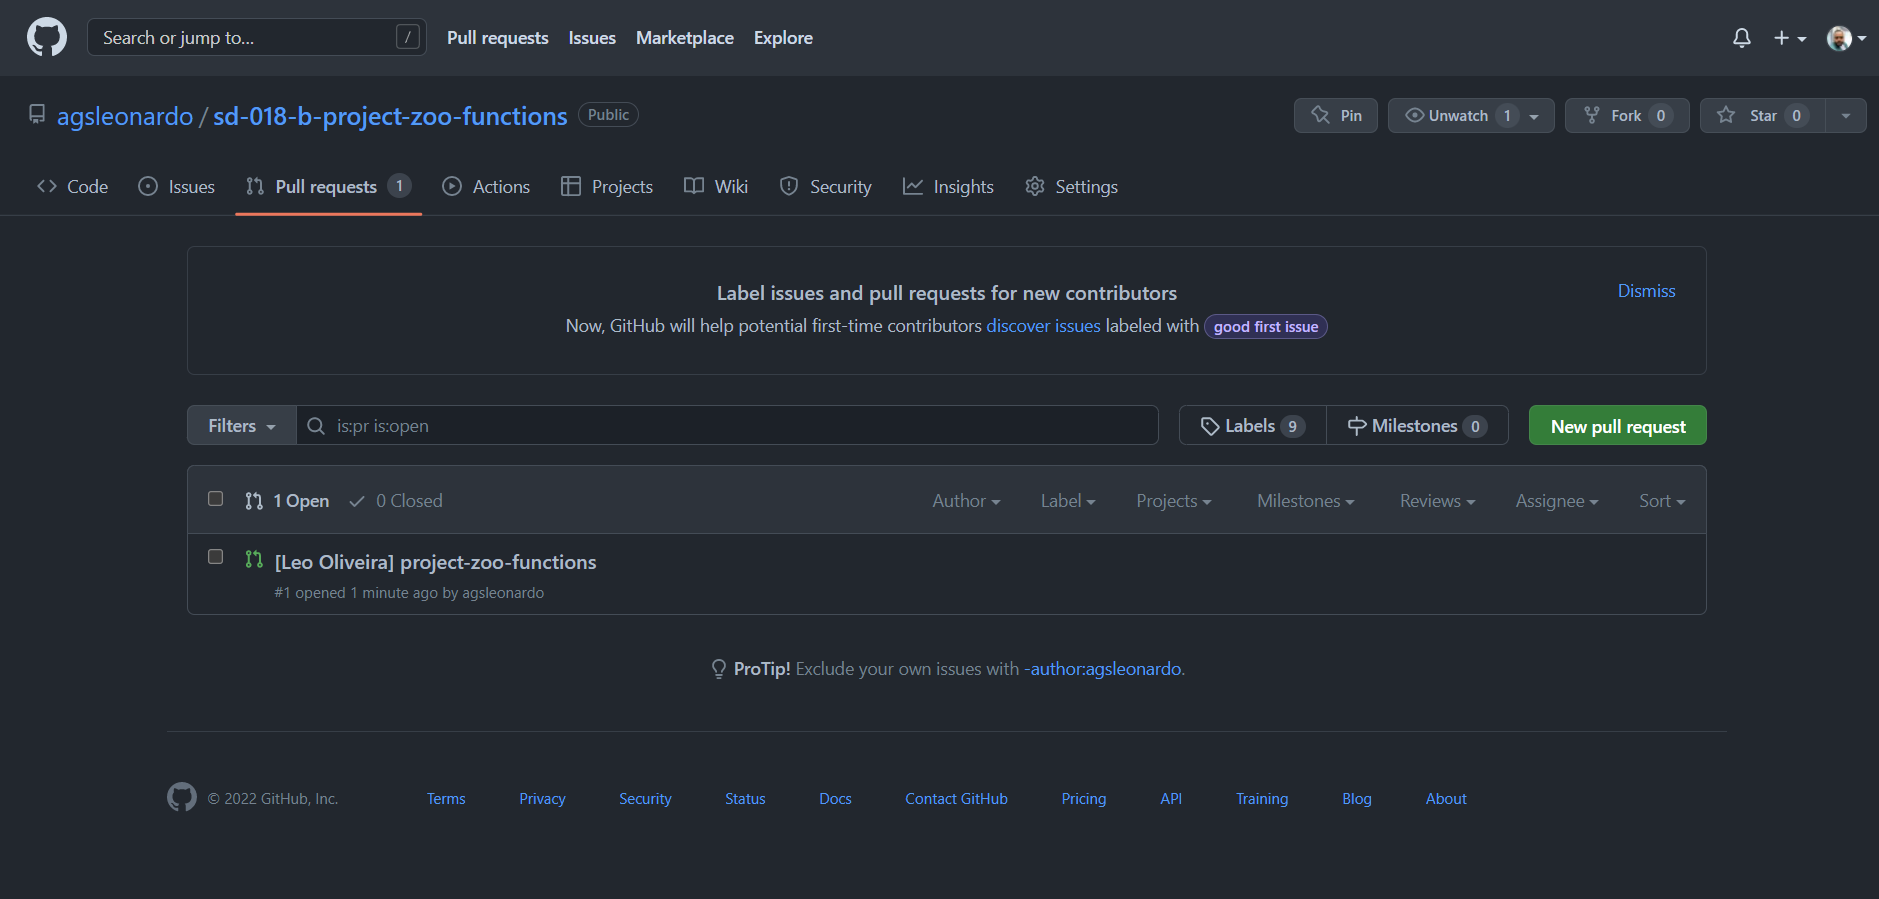 Search or jump to... / Pull requests Issues Marketplace Explore
agsleonardo / sd-018-b-project-zoo-functions Public Pin Unwatch 1 Fork 0 Star 0
Code Issues Pull requests 1 Actions Projects Wiki Security Insights Settings
Label issues and pull requests for new contributors
Dismiss
Now, GitHub will help potential first-time contributors discover issues labeled with good first issue
Filters is:pr is:open Labels 9 Milestones 0 New pull request
1 Open 0 Closed Author Label Projects Milestones Reviews Assignee Sort
[Leo Oliveira] project-zoo-functions
#1 opened 1 minute ago by agsleonardo
ProTip! Exclude your own issues with -author:agsleonardo.
© 2022 GitHub, Inc. Terms Privacy Security Status Docs Contact GitHub Pricing API Training Blog About